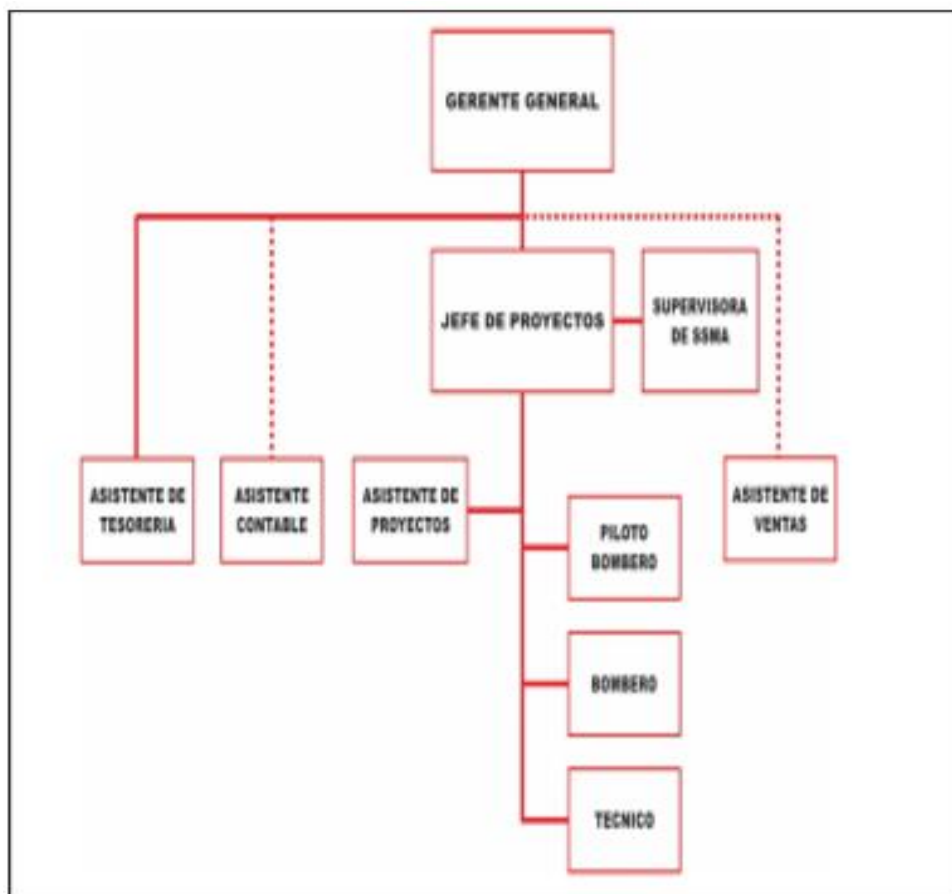 GERENTE GENERAL
JEFE DE PROYECTOS
SUPERVISORA
DE SSMA
ASISTENTE DE
TESORERIA
ASISTENTE
CONTABLE
ASISTENTE DE
PROYECTOS
ASISTENTE DE
VENTAS
PILOTO
BOMBERO
BOMBERO
TECNICO